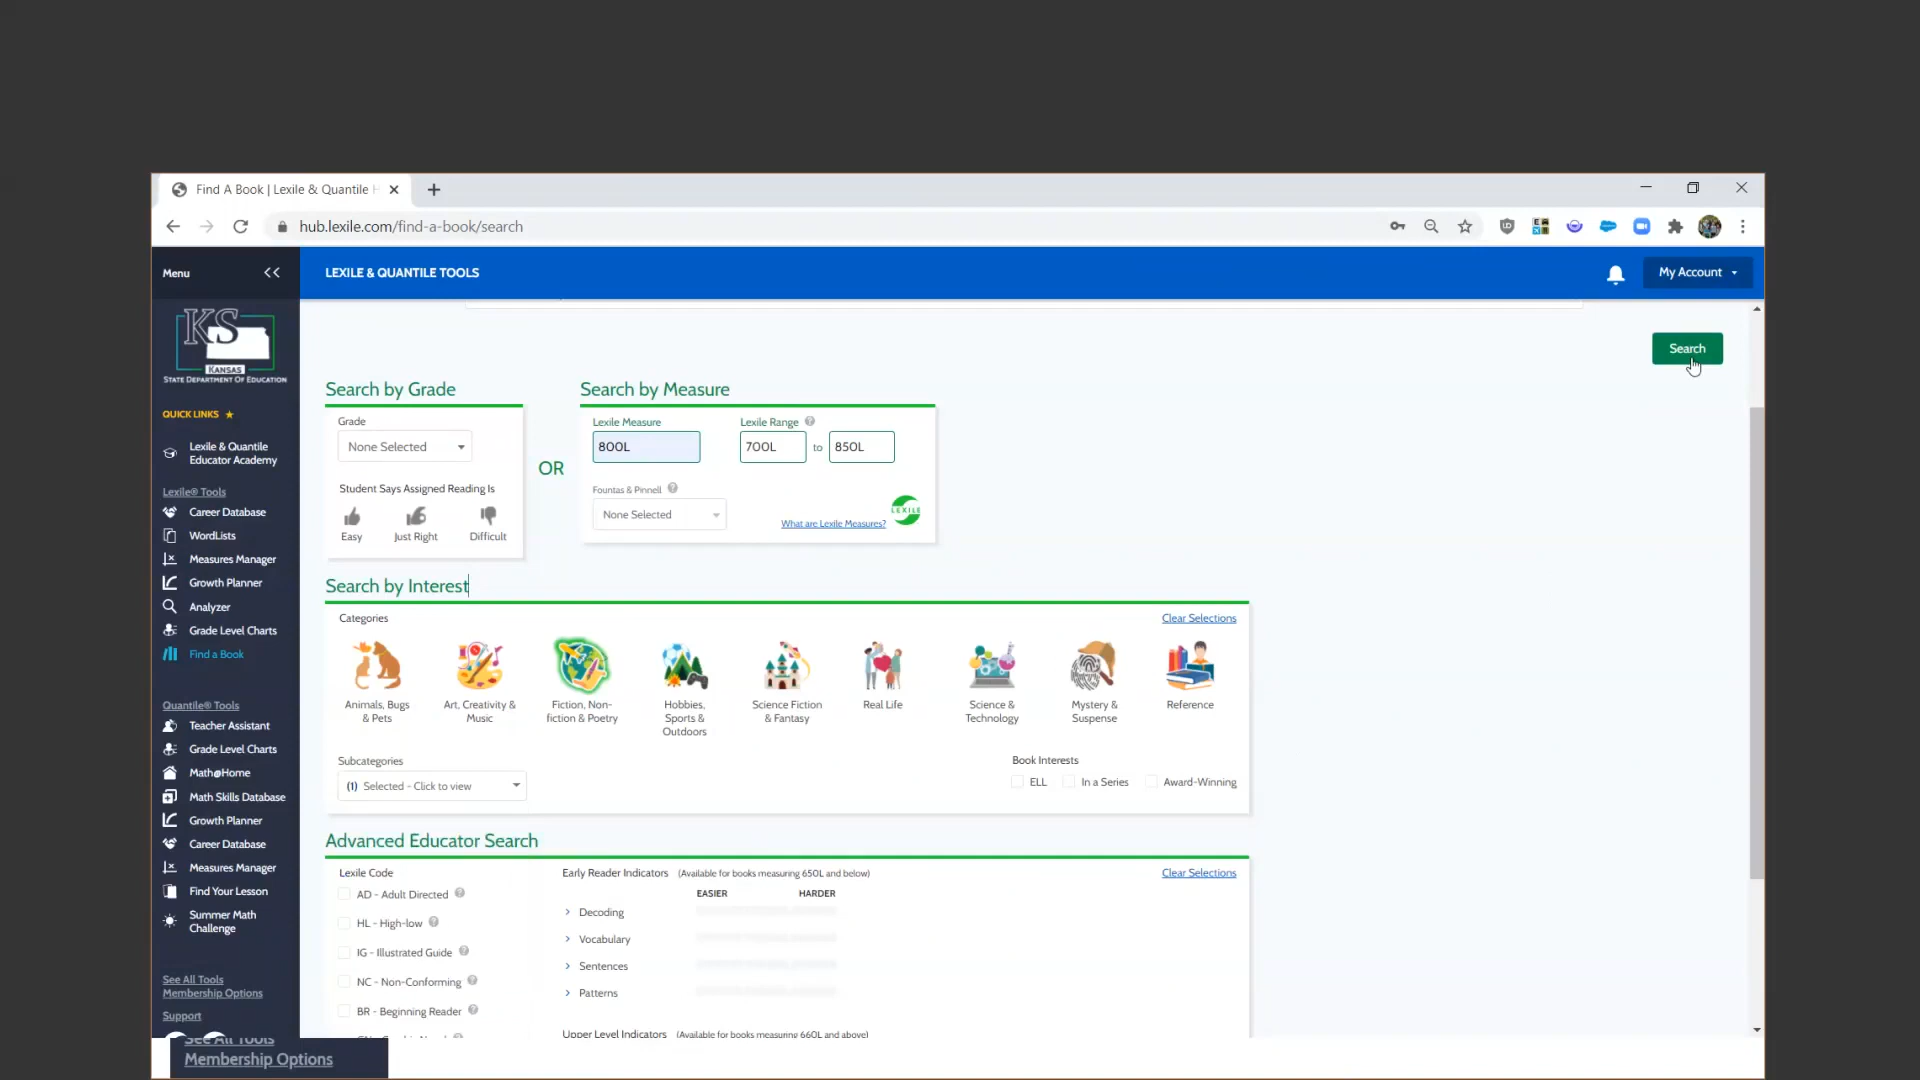 Find A Book | Lexile & Quantile H
hub.lexile.com/find-a-book/search
Menu
LEXILE & QUANTILE TOOLS
My Account
KS
KANSAS
STATE DEPARTMENT OF EDUCATION
QUICK LINKS
Lexile & Quantile
Educator Academy
Lexile® Tools
Career Database
WordLists
Measures Manager
Growth Planner
Analyzer
Grade Level Charts
Find a Book
Quantile® Tools
Teacher Assistant
Grade Level Charts
Math@Home
Math Skills Database
Growth Planner
Career Database
Measures Manager
Find Your Lesson
Summer Math
Challenge
See All Tools
Membership Options
Support
See All Tools
Membership Options
Search
Search by Grade
Grade
None Selected
Student Says Assigned Reading Is
Easy
Just Right
Difficult
OR
Search by Measure
Lexile Measure
800L
Lexile Range
700L to 850L
Fountas & Pinnell
None Selected
What are Lexile Measures?
LEXILE
Search by Interest
Categories
Clear Selections
Animals, Bugs
& Pets
Art, Creativity &
Music
Fiction, Non-
fiction & Poetry
Hobbies,
Sports &
Outdoors
Science Fiction
& Fantasy
Real Life
Science &
Technology
Mystery &
Suspense
Reference
Subcategories
(1) Selected - Click to view
Book Interests
ELL
In a Series
Award-Winning
Advanced Educator Search
Lexile Code
AD - Adult Directed
HL - High-low
IG - Illustrated Guide
NC - Non-Conforming
BR - Beginning Reader
Early Reader Indicators (Available for books measuring 650L and below)
Clear Selections
EASIER HARDER
Decoding
Vocabulary
Sentences
Patterns
Upper Level Indicators (Available for books measuring 660L and above)